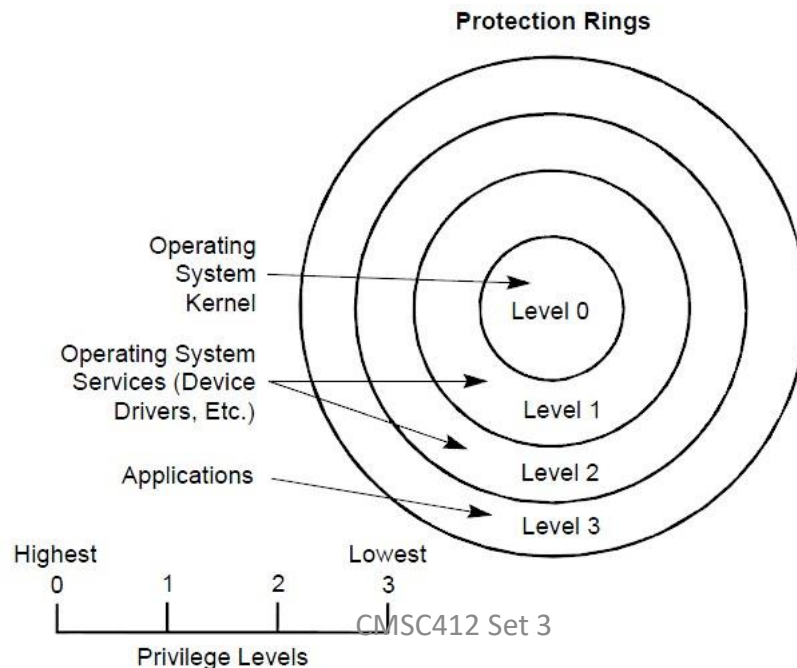 Protection Rings
Operating
System
Kernel
Level 0
Operating System
Services (Device
Drivers, Etc.)
Level 1
Level 2
Applications
Level 3
Highest
Lowest
0
1
2
3
CMSC412 Set 3
Privilege Levels